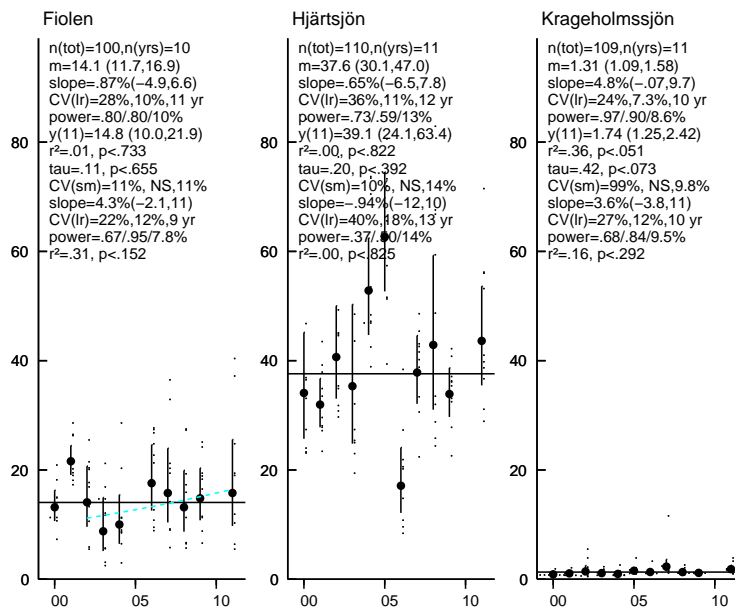 Fiolen
n(tot)=100,n(yrs)=10
m=14.1 (11.7,16.9)
slope=.87%(−4.9,6.6)
CV(lr)=28%,10%,11 yr
power=.80/.80/10%
y(11)=14.8 (10.0,21.9)
r²=.01, p<.733
tau=.11, p<.655
CV(sm)=11%, NS,11%
slope=4.3%(−2.1,11)
CV(lr)=22%,12%,9 yr
power=.67/.95/7.8%
r²=.31, p<.152
80
60
40
20
0
00 05 10
Hjärtsjön
n(tot)=110,n(yrs)=11
m=37.6 (30.1,47.0)
slope=.65%(−6.5,7.8)
CV(lr)=36%,11%,12 yr
power=.73/.59/13%
y(11)=39.1 (24.1,63.4)
r²=.00, p<.822
tau=.20, p<.392
CV(sm)=10%, NS,14%
slope=−.94%(−12,10)
CV(lr)=40%,18%,13 yr
r²=.00, p<.825
80
60
40
20
0
00 05 10
Krageholmssjön
n(tot)=109,n(yrs)=11
m=1.31 (1.09,1.58)
slope=4.8%(−.07,9.7)
CV(lr)=24%,7.3%,10 yr
power=.97/.90/8.6%
y(11)=1.74 (1.25,2.42)
r²=.36, p<.051
tau=.42, p<.073
CV(sm)=99%, NS,9.8%
slope=3.6%(−3.8,11)
CV(lr)=27%,12%,10 yr
power=.68/.84/9.5%
r²=.16, p<.292
80
60
40
20
0
00 05 10